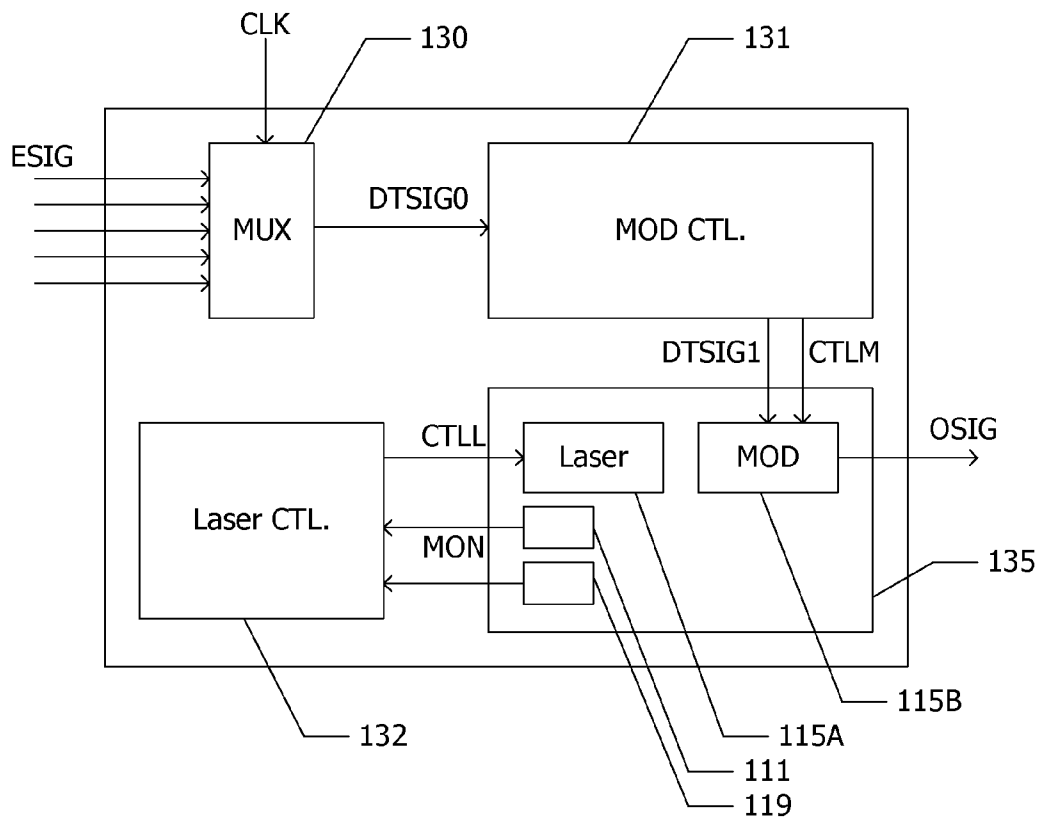 CLK
130
131
ESIG
DTSIG0
MUX
MOD CTL.
DTSIG1
CTLM
CTLL
OSIG
Laser
MOD
Laser CTL.
MON
135
115B
132
115A
111
119